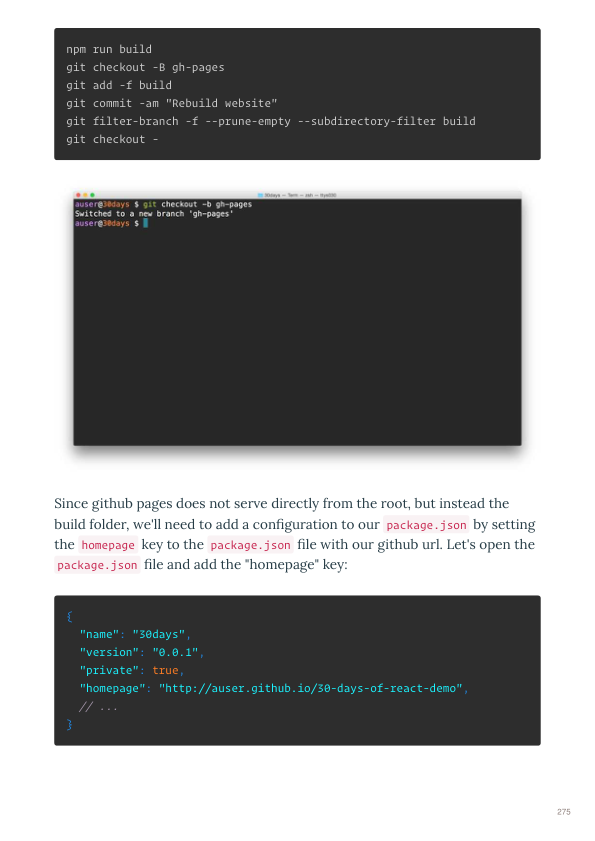 npm run build
git checkout -B gh-pages
git add -f build
git commit -am "Rebuild website"
git filter-branch -f --prune-empty --subdirectory-filter build
git checkout -
30days — Term — zsh —
auser@30days $ git checkout -b gh-pages
Switched to a new branch 'gh-pages'
auser@30days $
Since github pages does not serve directly from the root, but instead the
build folder, we'll need to add a configuration to our package.json by setting
the homepage key to the package.json file with our github url. Let's open the
package.json file and add the "homepage" key:
{
"name": "30days",
"version": "0.0.1",
"private": true,
"homepage": "http://auser.github.io/30-days-of-react-demo",
// ...
}
275